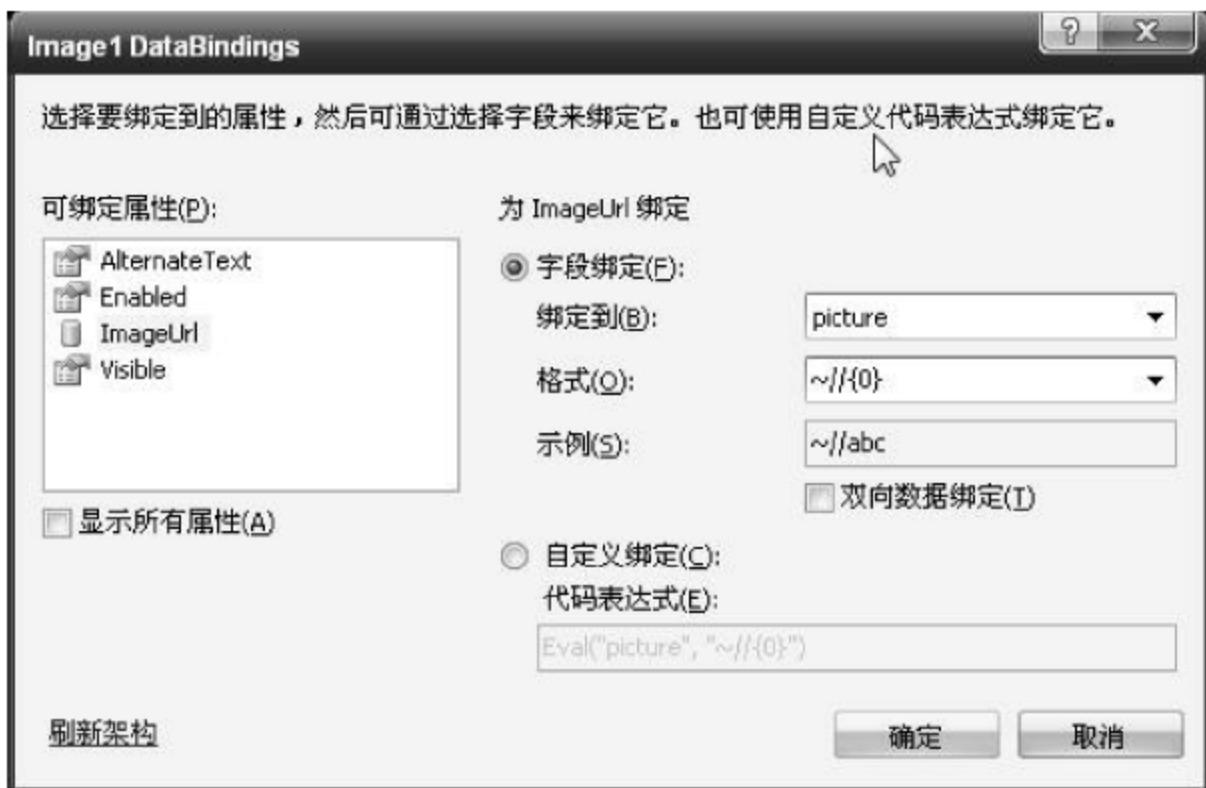 Image1 DataBindings
选择要绑定到的属性，然后可通过选择字段来绑定它。也可使用自定义代码表达式绑定它。
可绑定属性(P):
AlternateText
Enabled
ImageUrl
Visible
显示所有属性(A)
为 ImageUrl 绑定
字段绑定(F):
绑定到(B):
picture
格式(O):
~//{0}
示例(S):
~//abc
双向数据绑定(T)
自定义绑定(C):
代码表达式(E):
Eval("picture", "~//{0}")
刷新架构
确定
取消